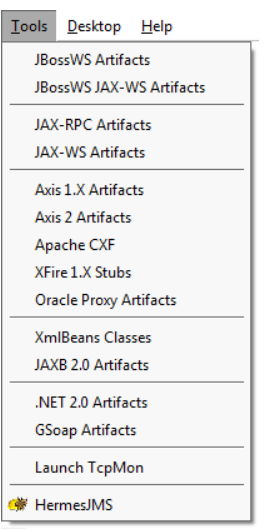 Tools Desktop Help
JBossWS Artifacts
JBossWS JAX-WS Artifacts
JAX-RPC Artifacts
JAX-WS Artifacts
Axis 1.X Artifacts
Axis 2 Artifacts
Apache CXF
XFire 1.X Stubs
Oracle Proxy Artifacts
XmlBeans Classes
JAXB 2.0 Artifacts
.NET 2.0 Artifacts
GSoap Artifacts
Launch TcpMon
HermesJMS